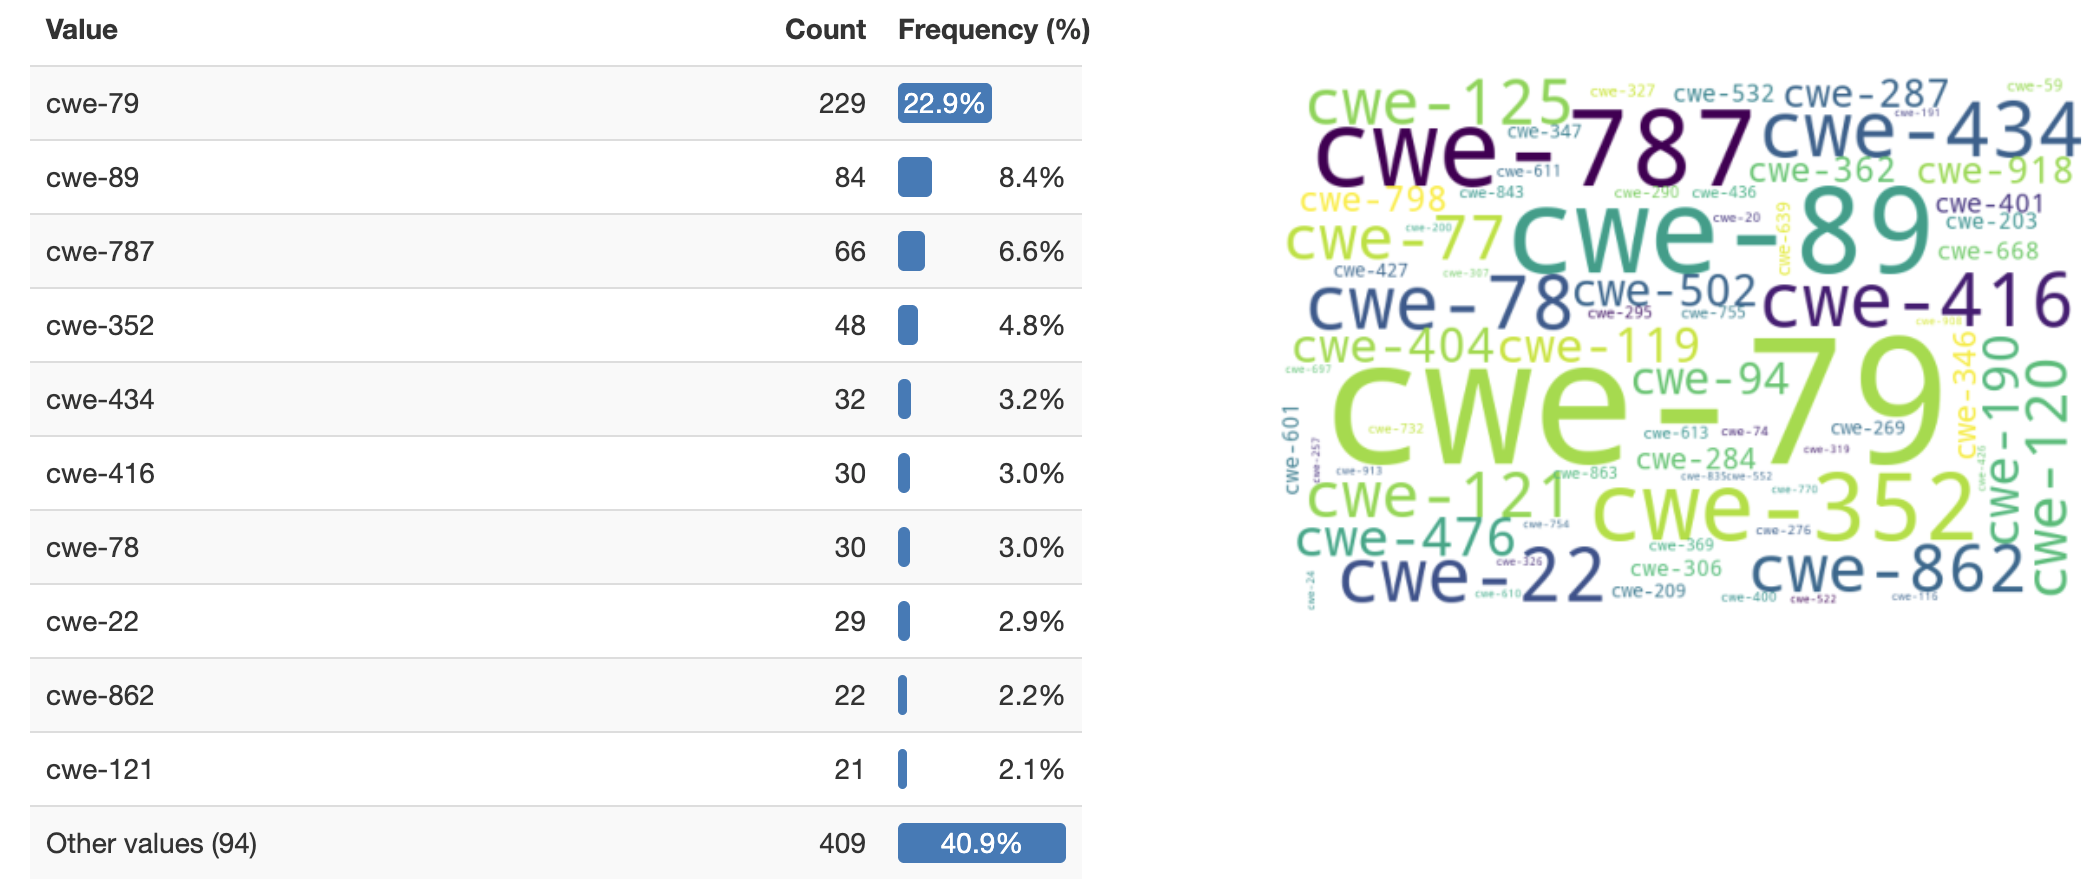 Value Count Frequency (%)
cwe-79 229 22.9%
cwe-89 84 8.4%
cwe-787 66 6.6%
cwe-352 48 4.8%
cwe-434 32 3.2%
cwe-416 30 3.0%
cwe-78 30 3.0%
cwe-22 29 2.9%
cwe-862 22 2.2%
cwe-121 21 2.1%
Other values (94) 409 40.9%
cwe-125
cwe-327
cwe-532
cwe-287
cwe-59
cwe-191
cwe-787
cwe-347
cwe-434
cwe-611
cwe-362
cwe-918
cwe-798
cwe-843
cwe-290
cwe-436
cwe-89
cwe-401
cwe-20
cwe-639
cwe-203
cwe-77
cwe-200
cwe-668
cwe-427
cwe-307
cwe-78
cwe-502
cwe-416
cwe-295
cwe-755
cwe-908
cwe-404
cwe-119
cwe-346
cwe-190
cwe-120
cwe-697
cwe-79
cwe-94
cwe-601
cwe-257
cwe-732
cwe-613
cwe-74
cwe-269
cwe-319
cwe-284
cwe-426
cwe-913
cwe-863
cwe-835
cwe-552
cwe-770
cwe-121
cwe-352
cwe-476
cwe-754
cwe-276
cwe-369
cwe-22
cwe-326
cwe-306
cwe-862
cwe-24
cwe-610
cwe-209
cwe-400
cwe-522
cwe-116